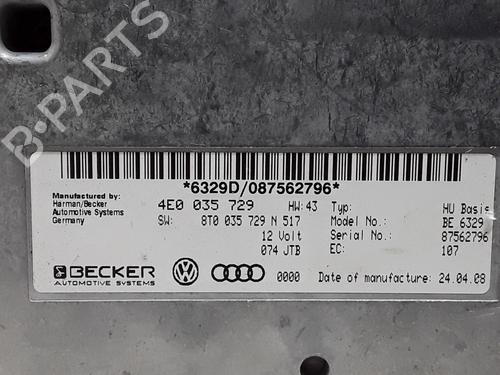 B-PARTS
*6329D/087562796*
Manufactured by:
Harman/Becker
Automotive Systems
Germany
4E0 035 729 HW: 43 Typ: HU Basis
SW: 8T0 035 729 N 517 Model No.: BE 6329
12 Volt Serial No.: 87562796
074 JTB EC: 107
BECKER
AUTOMOTIVE SYSTEMS
0000 Date of manufacture: 24.04.08